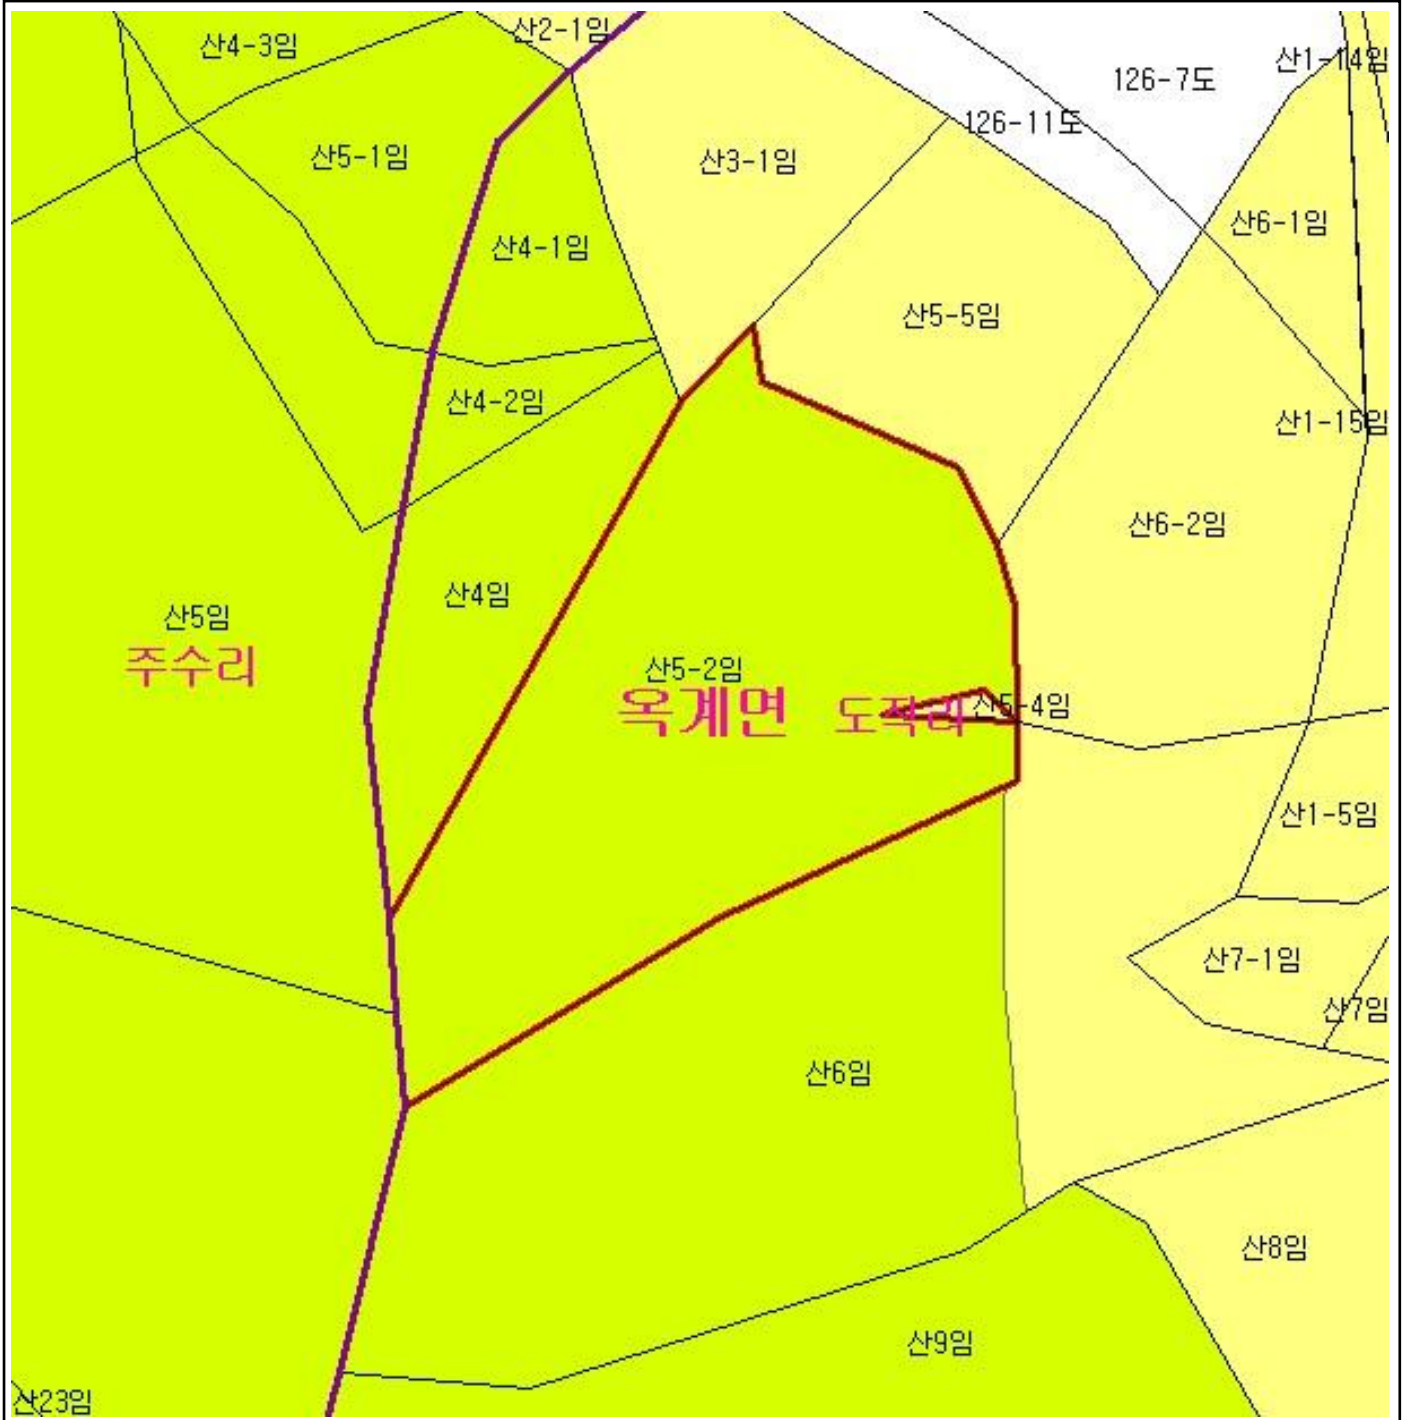 산2-1임
산4-3임
산1-14임
126-7도
126-11도
산5-1임
산3-1임
산6-1임
산4-1임
산5-5임
산4-2임
산1-15임
산6-2임
산4임
산5임
주수리
산5-2임
옥계면 도직리
산5-4임
산1-5임
산7-1임
산7임
산6임
산8임
산9임
산23임